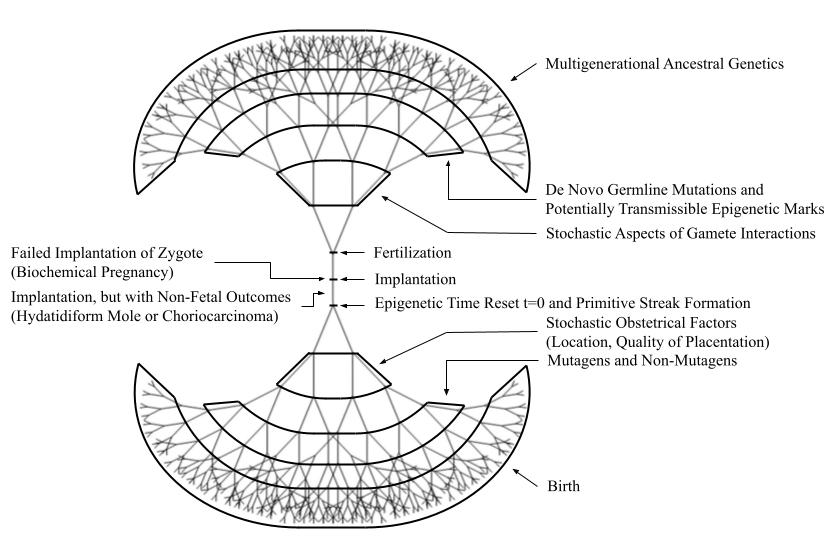 Multigenerational Ancestral Genetics
De Novo Germline Mutations and
Potentially Transmissible Epigenetic Marks
Stochastic Aspects of Gamete Interactions
Failed Implantation of Zygote
(Biochemical Pregnancy)
Fertilization
Implantation
Implantation, but with Non-Fetal Outcomes
(Hydatidiform Mole or Choriocarcinoma)
Epigenetic Time Reset t=0 and Primitive Streak Formation
Stochastic Obstetrical Factors
(Location, Quality of Placentation)
Mutagens and Non-Mutagens
Birth